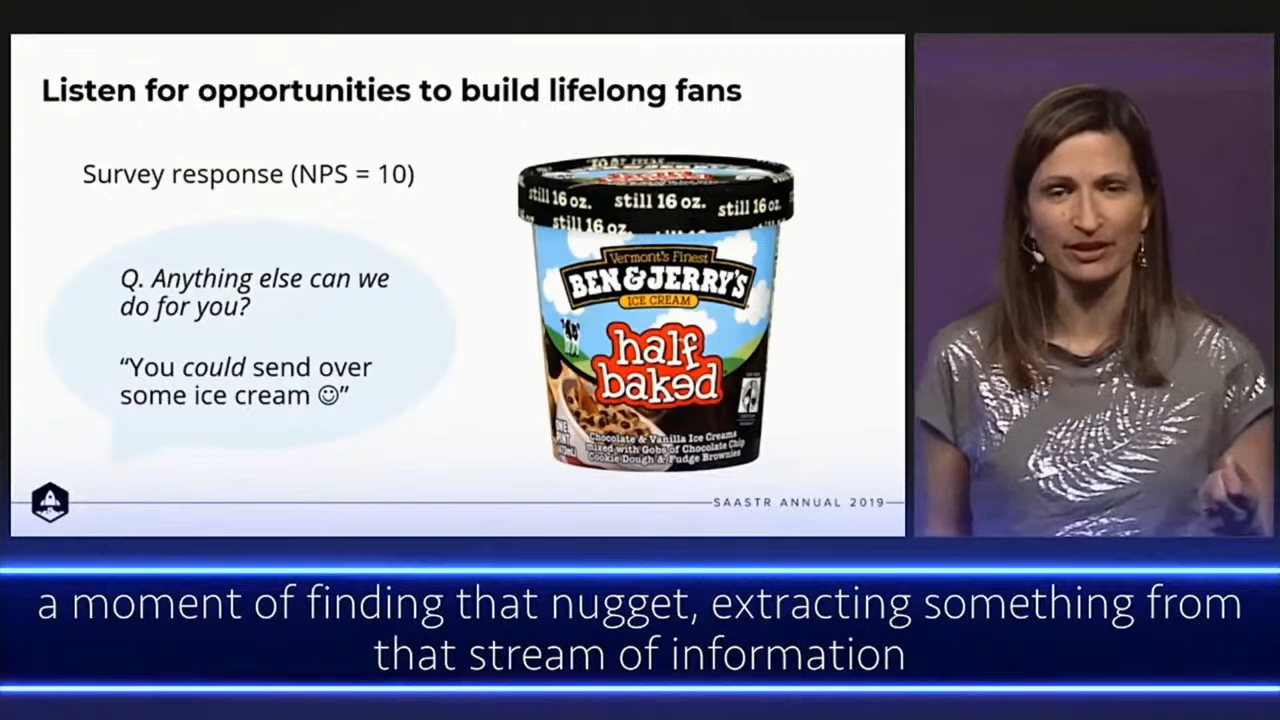 Listen for opportunities to build lifelong fans
Survey response (NPS = 10)
Q. Anything else can we
do for you?
“You could send over
some ice cream ☺”
still 16 oz. still 16 oz. still 16 oz.
still 16 oz.
Vermont's Finest
BEN & JERRY'S
ICE CREAM
half
baked
ONE
PINT
Chocolate & Vanilla Ice Creams
mixed with Gobs of Chocolate Chip
Cookie Dough & Fudge Brownies
SAASTR ANNUAL 2019
a moment of finding that nugget, extracting something from
that stream of information